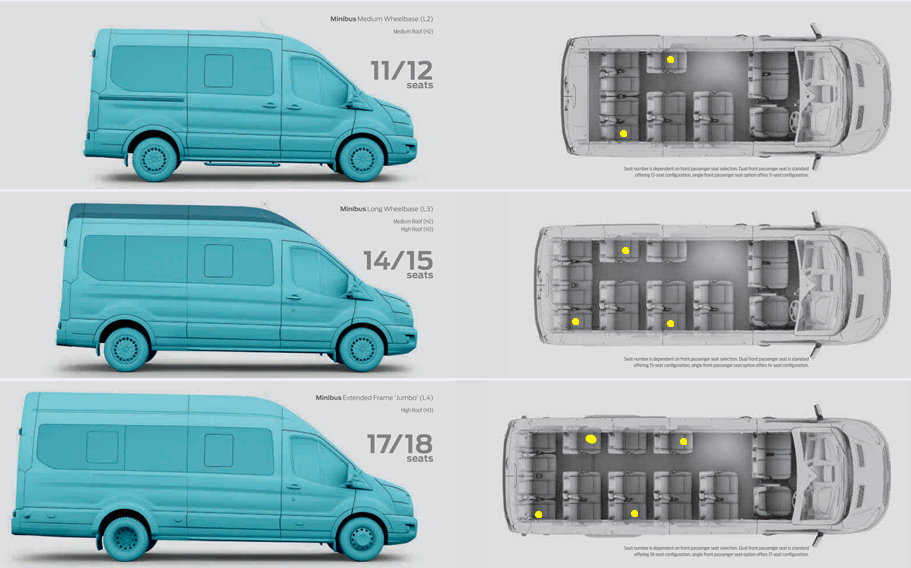 Minibus Medium Wheelbase (L2)
Medium Roof (H2)
11/12
seats
Seat number is dependent on front passenger seat selection. Dual front passenger seat is standard
offering 12-seat configuration, single front passenger seat option offers 11-seat configuration.
Minibus Long Wheelbase (L3)
Medium Roof (H2)
High Roof (H3)
14/15
seats
Seat number is dependent on front passenger seat selection. Dual front passenger seat is standard
offering 15-seat configuration, single front passenger seat option offers 14-seat configuration.
Minibus Extended Frame 'Jumbo' (L4)
High Roof (H3)
17/18
seats
Seat number is dependent on front passenger seat selection. Dual front passenger seat is standard
offering 18-seat configuration, single front passenger seat option offers 17-seat configuration.